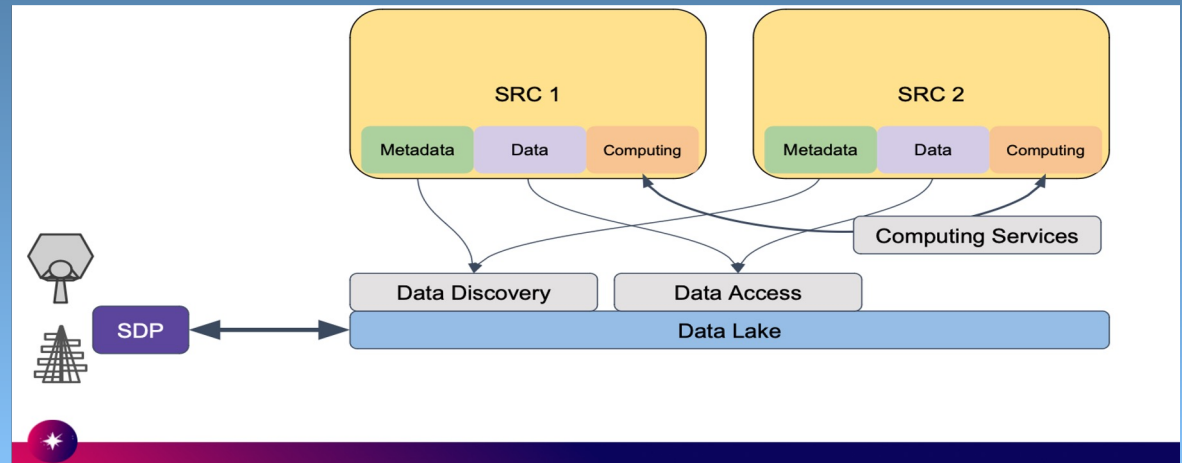 SRC 1
SRC 2
Metadata
Data
Computing
Metadata
Data
Computing
Computing Services
Data Discovery
Data Access
SDP
Data Lake